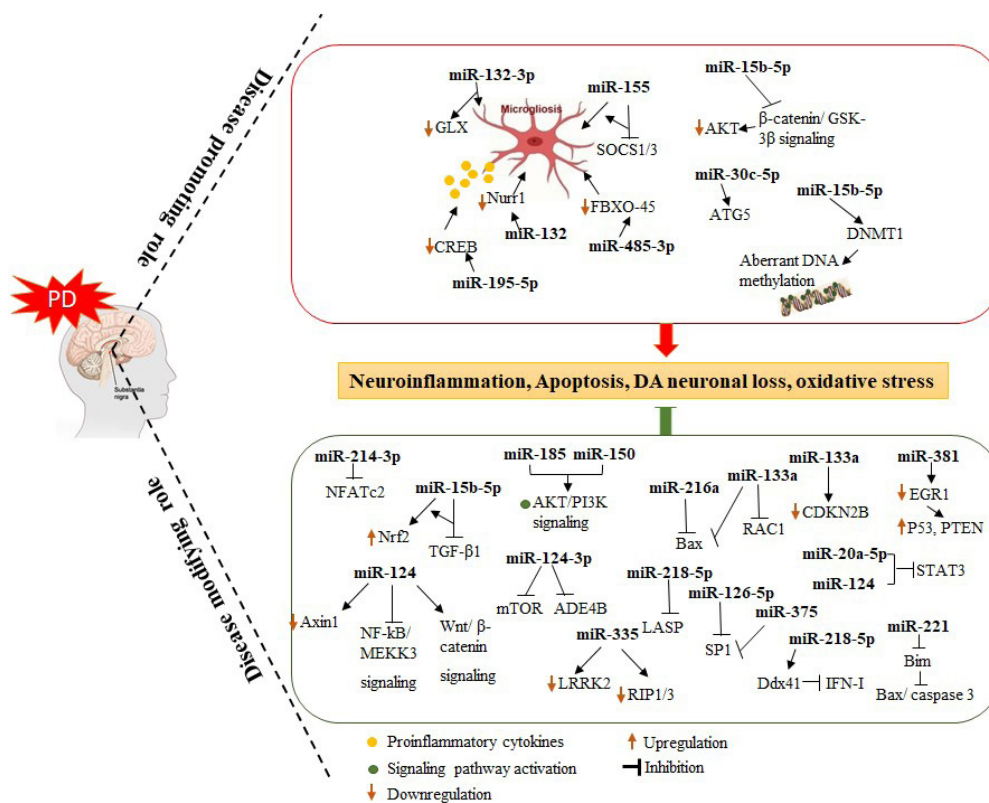 Disease promoting role
PD
Substantia
nigra
Disease modifying role
miR-132-3p
GLX
Microgliosis
miR-155
SOCS1/3
Nurr1
miR-132
FBXO-45
miR-485-3p
CREB
miR-195-5p
miR-15b-5p
AKT
β-catenin/ GSK-
3β signaling
miR-30c-5p
ATG5
miR-15b-5p
DNMT1
Aberrant DNA
methylation
Neuroinflammation, Apoptosis, DA neuronal loss, oxidative stress
miR-214-3p
NFATc2
miR-15b-5p
Nrf2
TGF-β1
miR-185 miR-150
AKT/PI3K
signaling
miR-216a
Bax
miR-133a
RAC1
miR-133a
CDKN2B
miR-381
EGR1
P53, PTEN
miR-20a-5p
miR-124
STAT3
miR-124
Axin1
NF-kB/
MEKK3
signaling
Wnt/ β-
catenin
signaling
miR-124-3p
mTOR
ADE4B
miR-218-5p
LASP
miR-126-5p
SP1
miR-375
miR-335
LRRK2
RIP1/3
miR-218-5p
Ddx41
IFN-I
miR-221
Bim
Bax/ caspase 3
Proinflammatory cytokines
Signaling pathway activation
Downregulation
Upregulation
Inhibition